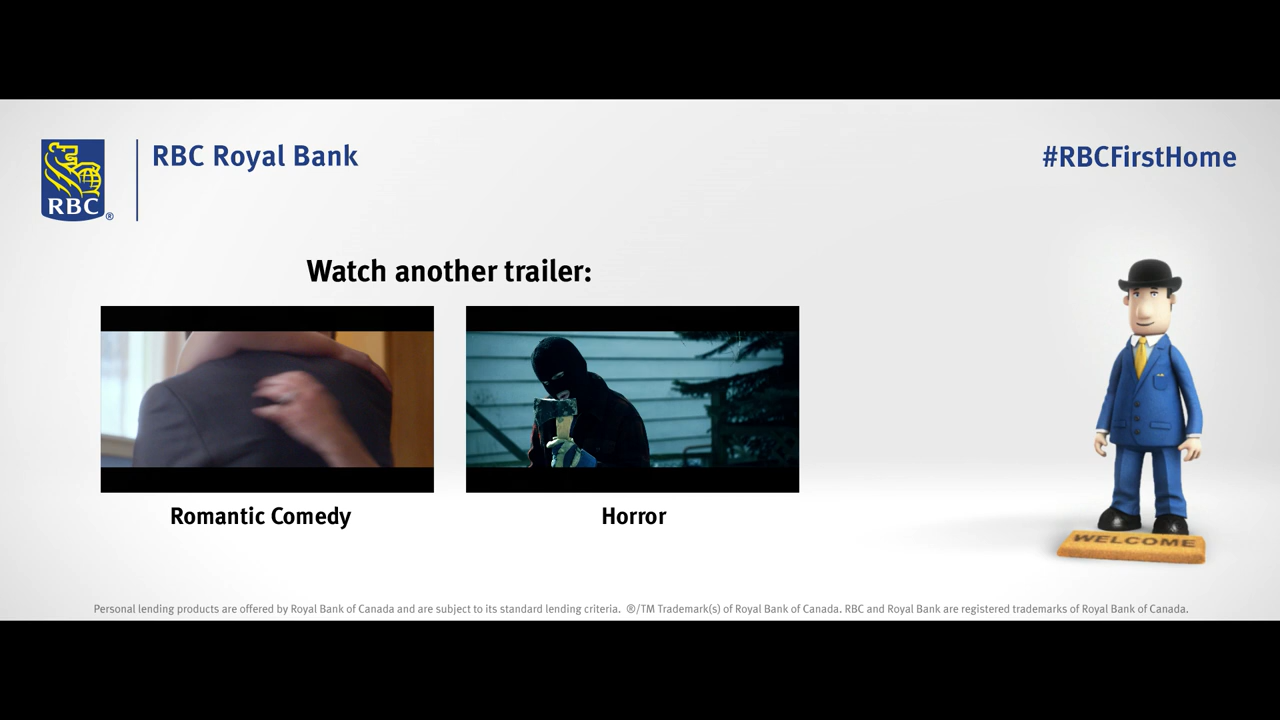 RBC Royal Bank
#RBCFirstHome
RBC®
Watch another trailer:
Romantic Comedy
Horror
WELCOME
Personal lending products are offered by Royal Bank of Canada and are subject to its standard lending criteria. ®/TM Trademark(s) of Royal Bank of Canada. RBC and Royal Bank are registered trademarks of Royal Bank of Canada.